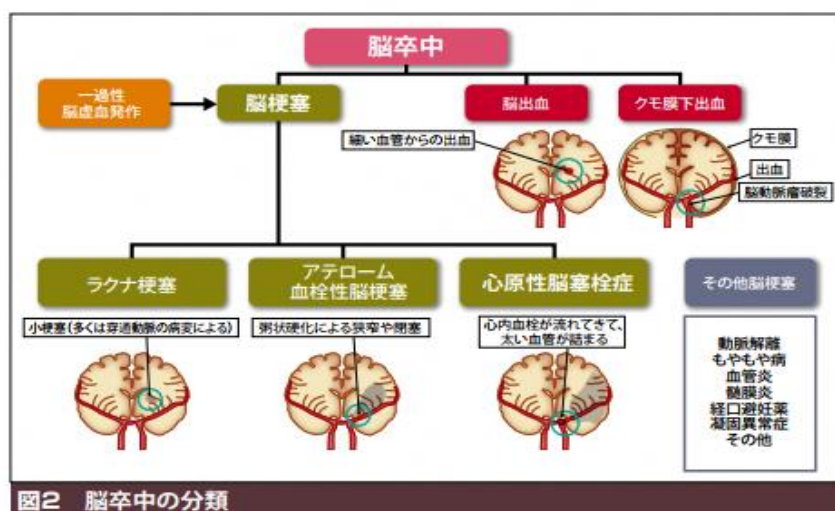 脳卒中
一過性
脳虚血発作
脳梗塞
脳出血
クモ膜下出血
細い血管からの出血
クモ膜
出血
脳動脈瘤破裂
ラクナ梗塞
アテローム
血栓性脳梗塞
心原性脳塞栓症
その他脳梗塞
小梗塞(多くは穿通動脈の病変による)
粥状硬化による狭窄や閉塞
心内血栓が流れてきて、
太い血管が詰まる
動脈解離
もやもや病
血管炎
髄膜炎
経口避妊薬
凝固異常症
その他
図2 脳卒中の分類